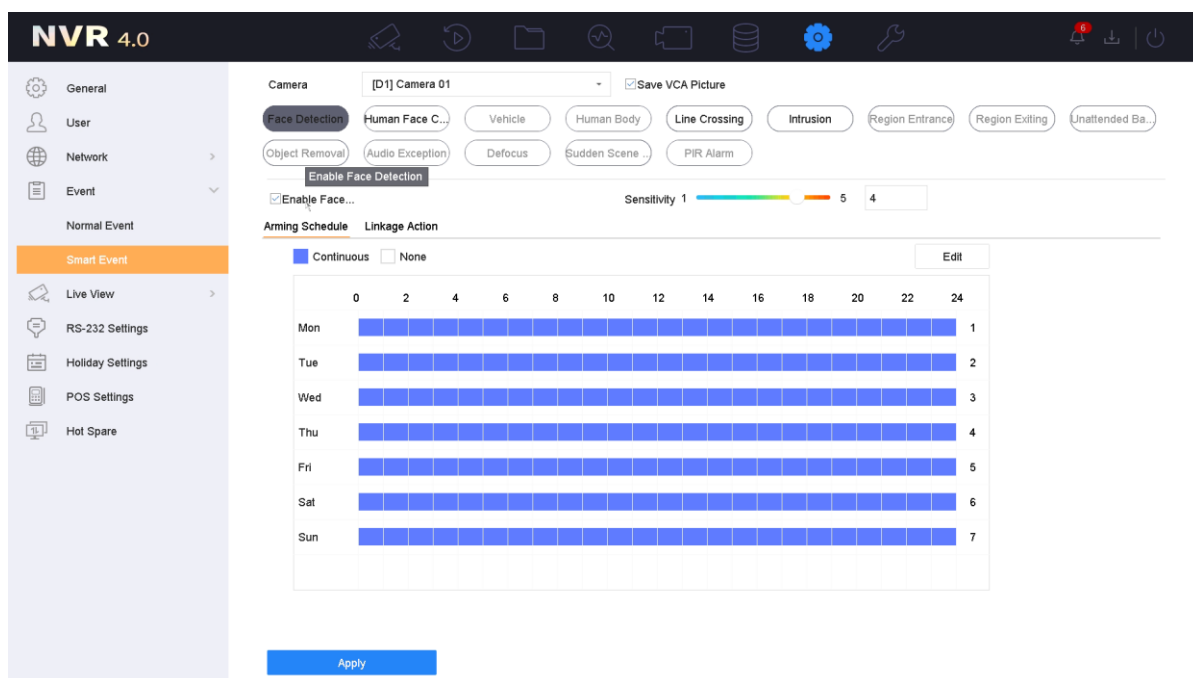 NVR 4.0
6
General
User
Network
Event
Normal Event
Smart Event
Live View
RS-232 Settings
Holiday Settings
POS Settings
Hot Spare
Camera [D1] Camera 01 Save VCA Picture
Face Detection Human Face C... Vehicle Human Body Line Crossing Intrusion Region Entrance Region Exiting Unattended Ba...
Object Removal Audio Exception Defocus Sudden Scene ... PIR Alarm
Enable Face Detection
Enable Face... Sensitivity 1 5 4
Arming Schedule Linkage Action
Continuous None Edit
0 2 4 6 8 10 12 14 16 18 20 22 24
Mon 1
Tue 2
Wed 3
Thu 4
Fri 5
Sat 6
Sun 7
Apply